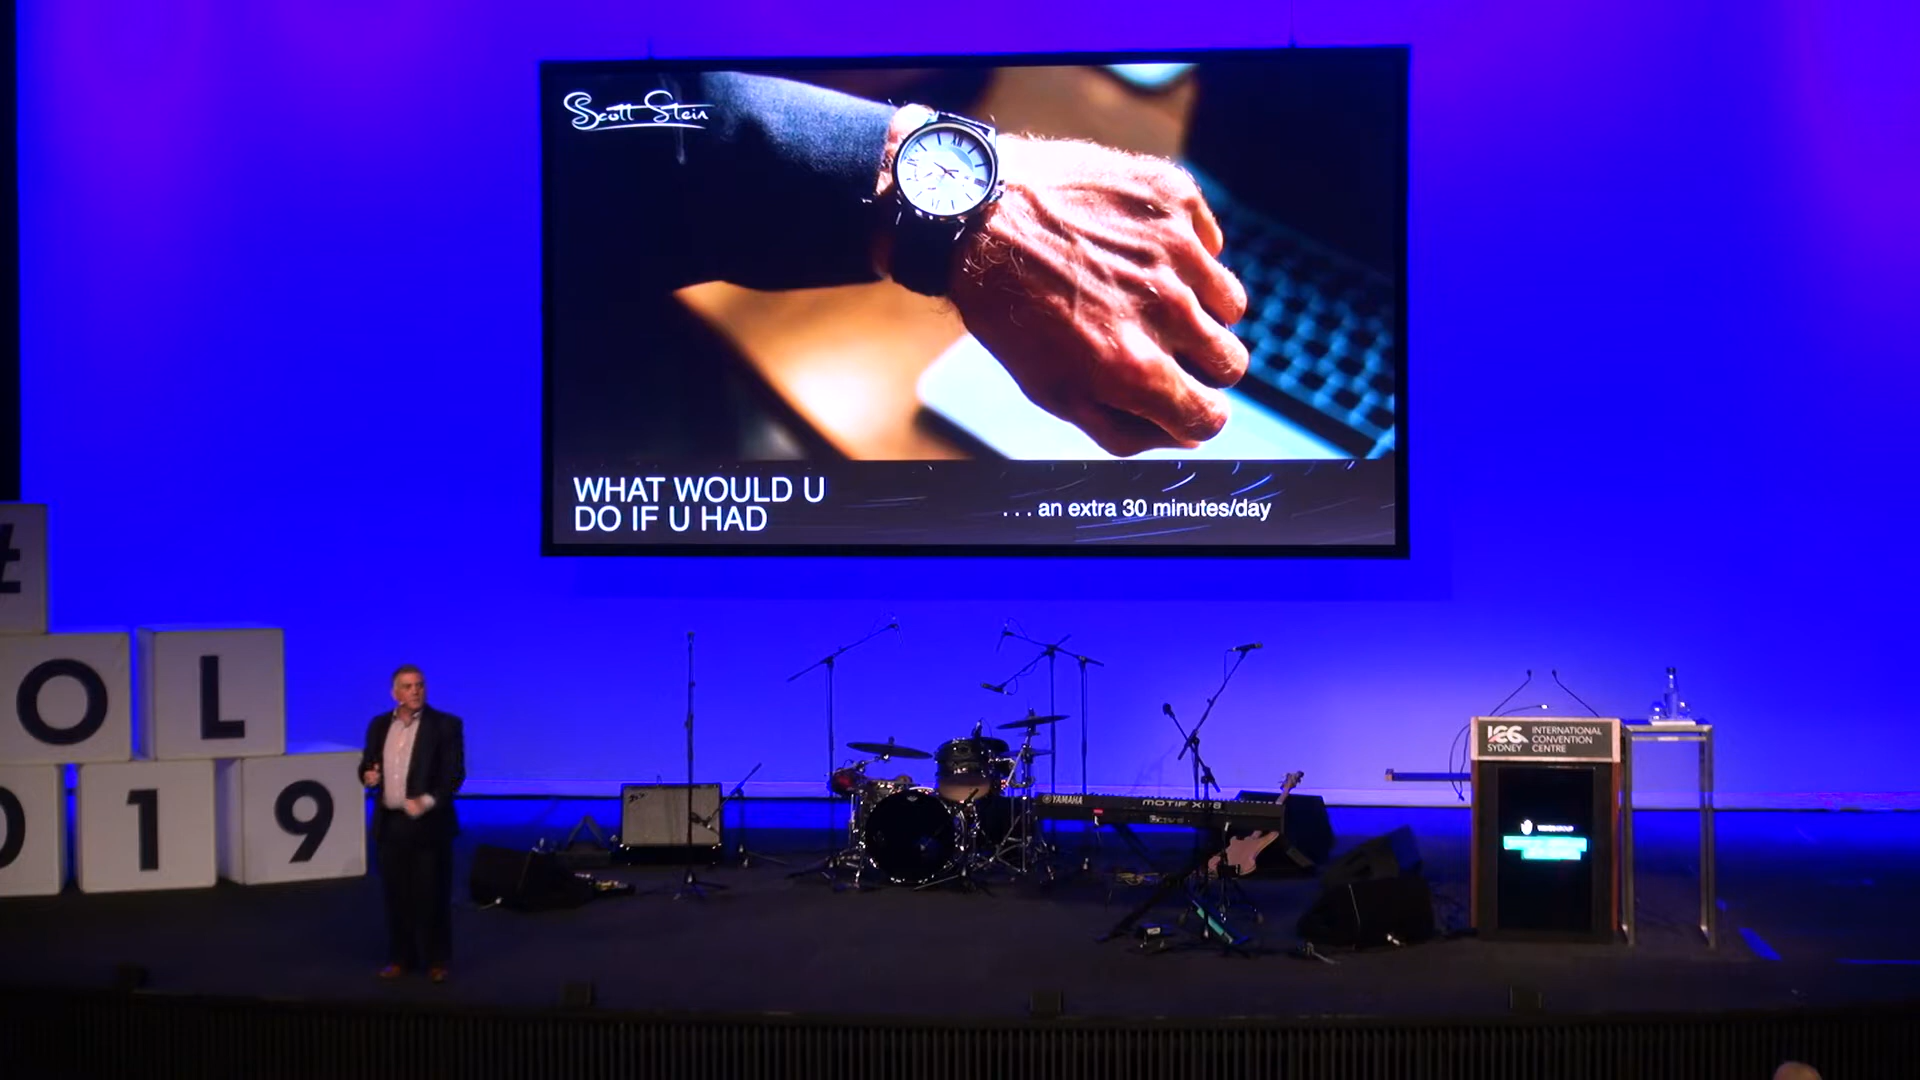 Scott Stein
WHAT WOULD U
DO IF U HAD
. . . an extra 30 minutes/day
#
OL
019
YAMAHA
MOTIF XF8
ICC
SYDNEY
INTERNATIONAL
CONVENTION
CENTRE